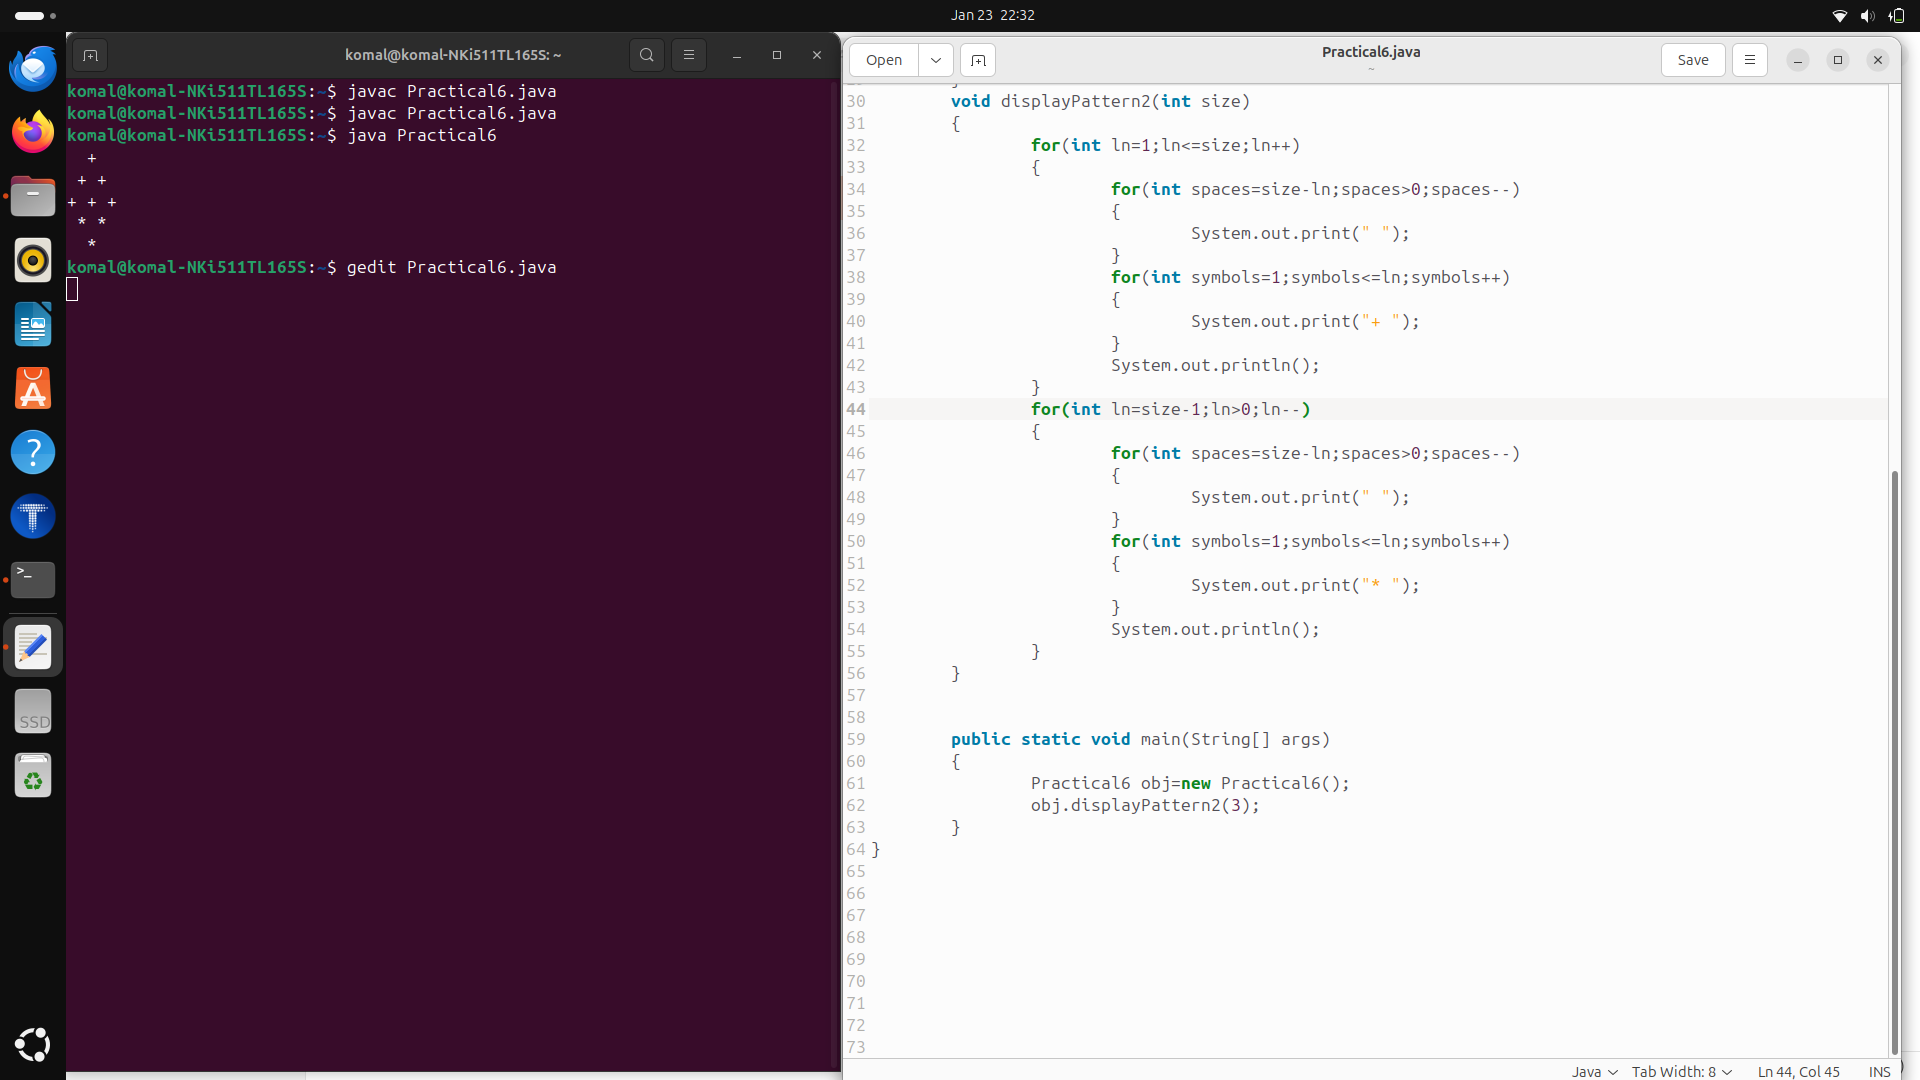 Jan 23 22:32
komal@komal-NKi511TL165S: ~
komal@komal-NKi511TL165S:~$ javac Practical6.java
komal@komal-NKi511TL165S:~$ javac Practical6.java
komal@komal-NKi511TL165S:~$ java Practical6
  +
 + +
+ + +
 * *
  *
komal@komal-NKi511TL165S:~$ gedit Practical6.java
>_
SSD
Open
Practical6.java
~
Save
30 void displayPattern2(int size)
31 {
32 for(int ln=1;ln<=size;ln++)
33 {
34 for(int spaces=size-ln;spaces>0;spaces--)
35 {
36 System.out.print(" ");
37 }
38 for(int symbols=1;symbols<=ln;symbols++)
39 {
40 System.out.print("+ ");
41 }
42 System.out.println();
43 }
44 for(int ln=size-1;ln>0;ln--)
45 {
46 for(int spaces=size-ln;spaces>0;spaces--)
47 {
48 System.out.print(" ");
49 }
50 for(int symbols=1;symbols<=ln;symbols++)
51 {
52 System.out.print("* ");
53 }
54 System.out.println();
55 }
56 }
57
58
59 public static void main(String[] args)
60 {
61 Practical6 obj=new Practical6();
62 obj.displayPattern2(3);
63 }
64 }
65
66
67
68
69
70
71
72
73
Java Tab Width: 8 Ln 44, Col 45 INS